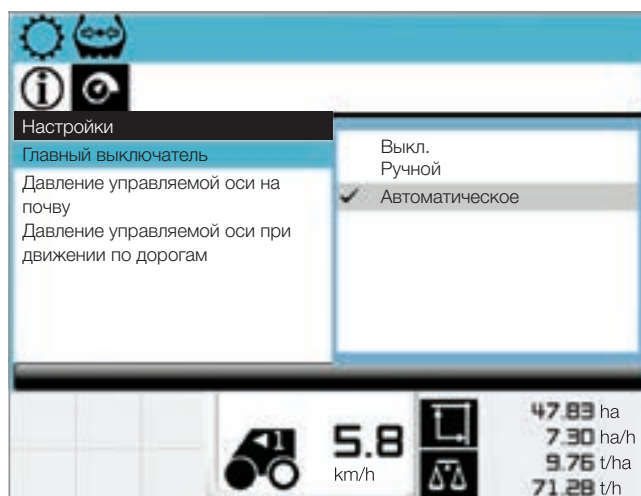 Настройки
Главный выключатель
Давление управляемой оси на
почву
Давление управляемой оси при
движении по дорогам
Выкл.
Ручной
Автоматическое
1
5.8
km/h
47.83 ha
7.30 ha/h
9.76 t/ha
71.28 t/h